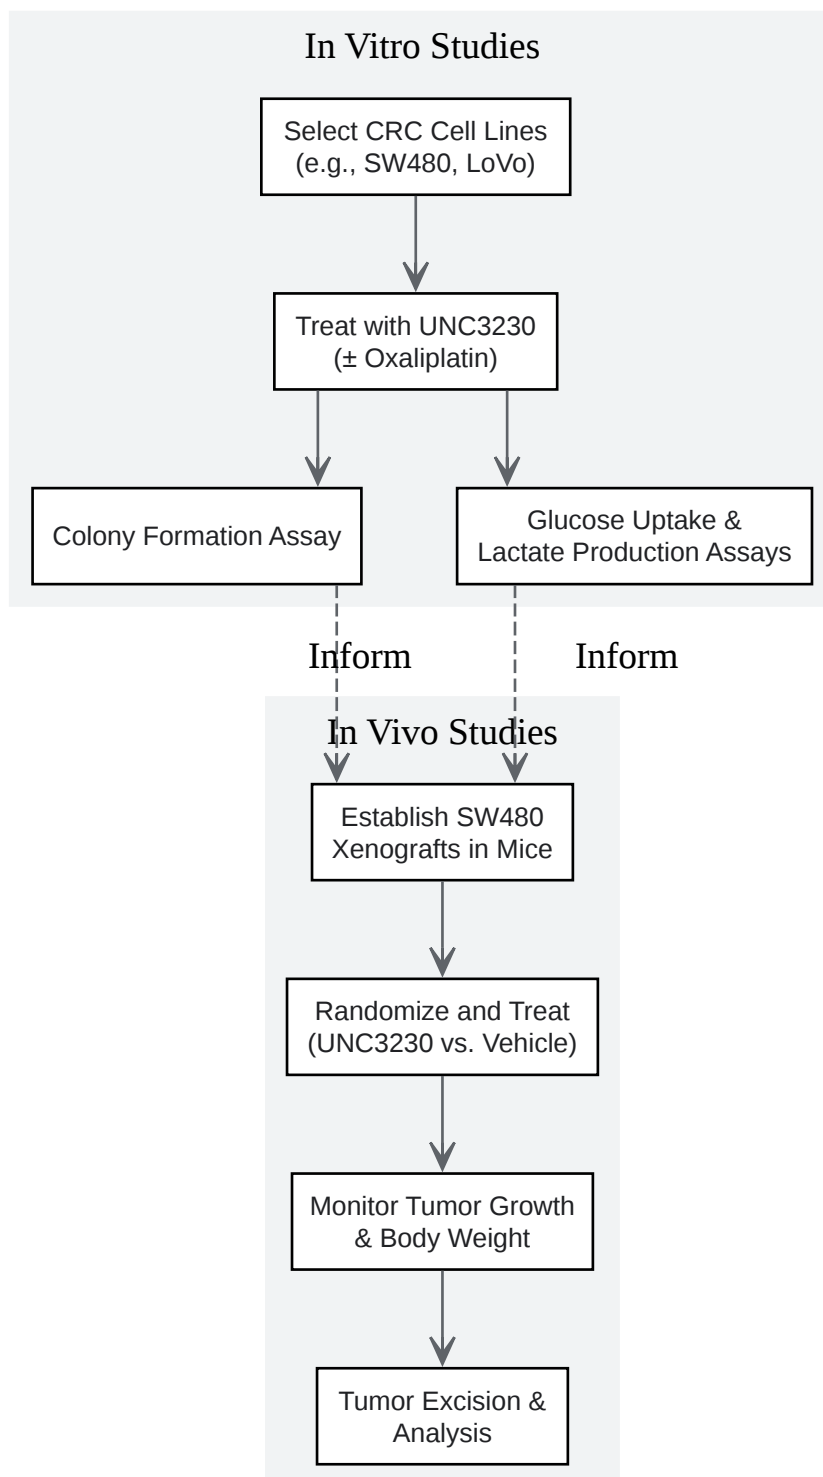 In Vitro Studies
Select CRC Cell Lines
(e.g., SW480, LoVo)
Treat with UNC3230
(± Oxaliplatin)
Colony Formation Assay
Glucose Uptake &
Lactate Production Assays
Inform
Inform
In Vivo Studies
Establish SW480
Xenografts in Mice
Randomize and Treat
(UNC3230 vs. Vehicle)
Monitor Tumor Growth
& Body Weight
Tumor Excision &
Analysis